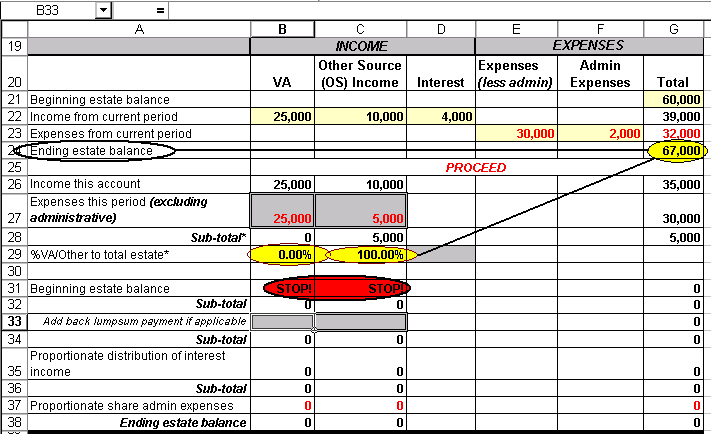 B33 =
A B C D E F G
19 INCOME EXPENSES
Other Source Expenses Admin
20 VA (OS) Income Interest (less admin) Expenses Total
21 Beginning estate balance 60,000
22 Income from current period 25,000 10,000 4,000 39,000
23 Expenses from current period 30,000 2,000 32,000
24 Ending estate balance 67,000
25 PROCEED
26 Income this account 25,000 10,000 35,000
Expenses this period (excluding
27 administrative) 25,000 5,000 30,000
28 Sub-total* 0 5,000 5,000
29 %VA/Other to total estate* 0.00% 100.00%
30
31 Beginning estate balance STOP! STOP! 0
32 Sub-total 0 0 0
33 Add back lumpsum payment if applicable 0
34 Sub-total 0 0 0
Proportionate distribution of interest
35 income 0 0 0
36 Sub-total 0 0 0
37 Proportionate share admin expenses 0 0 0
38 Ending estate balance 0 0 0